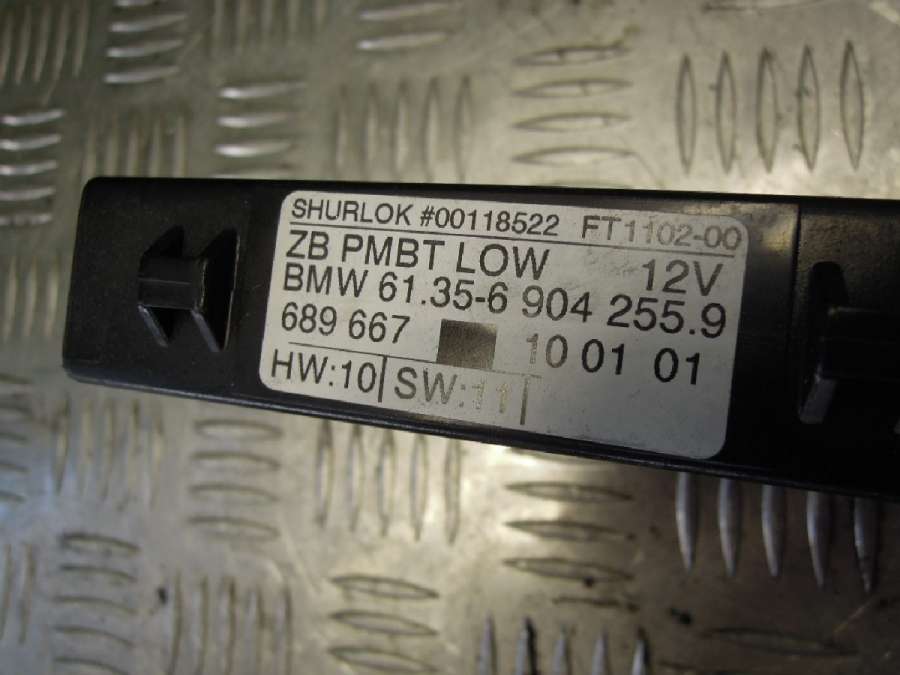 SHURLOK #00118522 FT1102-00
ZB PMBT LOW 12V
BMW 61.35-6 904 255.9
689 667 10 01 01
HW:10 SW:11